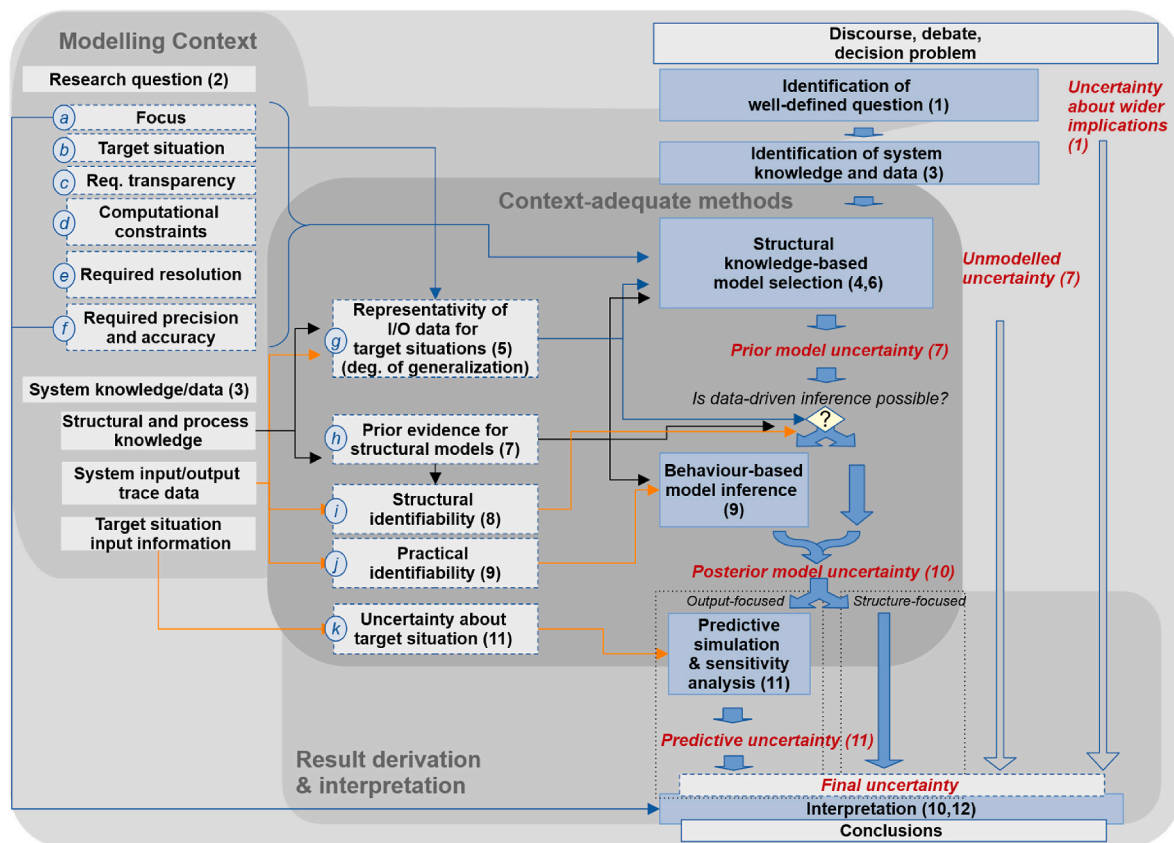 Modelling Context
Research question (2)
a
Focus
b
Target situation
c
Req. transparency
d
Computational
constraints
e
Required resolution
f
Required precision
and accuracy
System knowledge/data (3)
Structural and process
knowledge
System input/output
trace data
Target situation
input information
Context-adequate methods
g
Representativity of
I/O data for
target situations (5)
(deg. of generalization)
h
Prior evidence for
structural models (7)
i
Structural
identifiability (8)
j
Practical
identifiability (9)
k
Uncertainty about
target situation (11)
Discourse, debate,
decision problem
Identification of
well-defined question (1)
Identification of system
knowledge and data (3)
Structural
knowledge-based
model selection (4,6)
Prior model uncertainty (7)
Is data-driven inference possible?
?
Behaviour-based
model inference
(9)
Posterior model uncertainty (10)
Output-focused
Structure-focused
Predictive
simulation
& sensitivity
analysis (11)
Predictive uncertainty (11)
Uncertainty
about wider
implications
(1)
Unmodelled
uncertainty (7)
Result derivation
& interpretation
Final uncertainty
Interpretation (10,12)
Conclusions